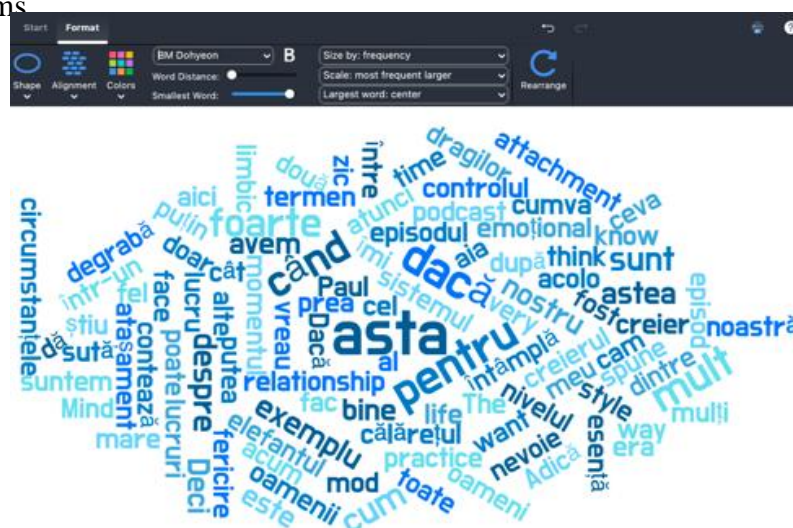 ms
Start Format
BM Dohyeon B
Size by: frequency
Word Distance:
Scale: most frequent larger
Shape Alignment Colors
Smallest Word:
Largest word: center
Rearrange
între
dragilor
attachment
limbic
două
zic
time
aici
termen
controlul
ceva
circumstanțele
puțin
foarte
atunci
podcast
cumva
degrabă
avem
episodul
emoțional
know
doar
când
îmi
dacă
aia
după
think
sunt
într-un
cât
momentul
Paul
sistemul
acolo
fel
face
lucru
alte
prea
cel
very
nostru
fost
astea
episod
știu
atașament
putea
vreau
Dacă
asta
creier
noastră
dă
sută
contează
poate
despre
al
pentru
întâmplă
creierul
cam
dintre
suntem
lucruri
relationship
meu
spune
mult
Mind
fac
bine
life
The
nivelul
style
mulți
mare
exemplu
călărețul
want
esență
way
Deci
fericire
elefantul
practice
nevoie
era
acum
Adică
oamenii
mod
toate
oameni
este
cum